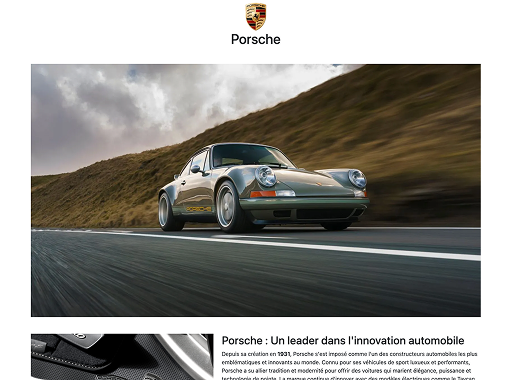 Porsche
Porsche : Un leader dans l'innovation automobile
Depuis sa création en 1931, Porsche s'est imposé comme l'un des constructeurs automobiles les plus
emblématiques et innovants au monde. Connu pour ses véhicules de sport luxueux et performants,
Porsche a su allier tradition et modernité pour offrir des voitures qui marient élégance, puissance et
technologie de pointe. La marque continue d'innover avec des modèles électriques comme le Taycan,